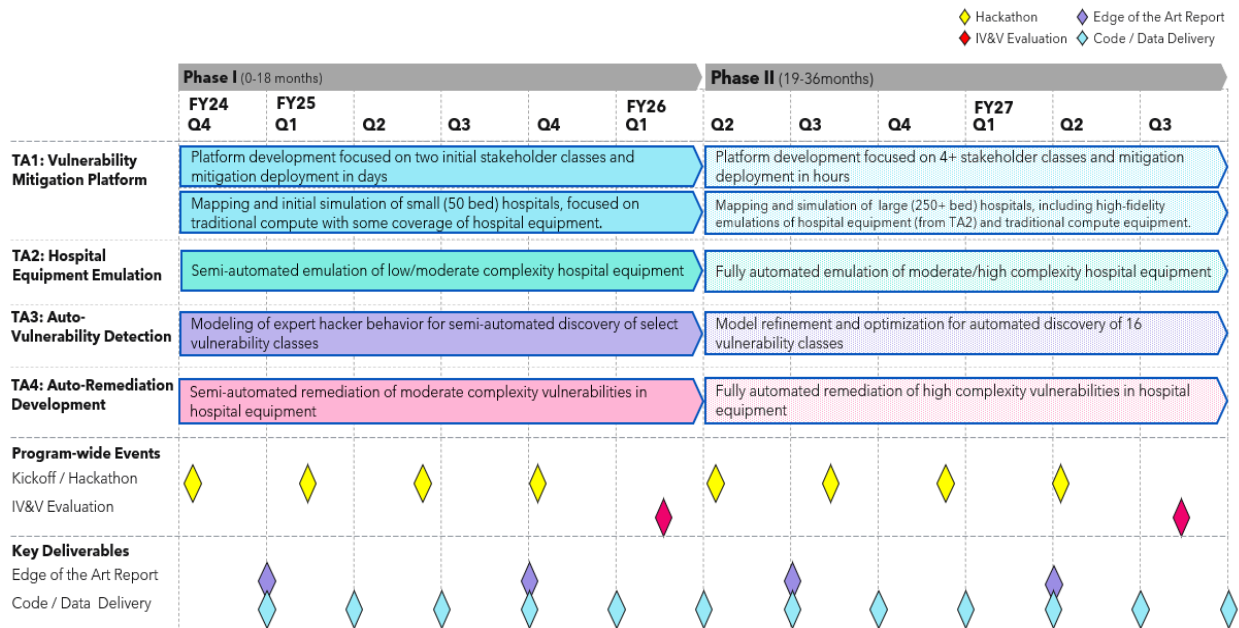 Hackathon
Edge of the Art Report
IV&V Evaluation
Code / Data Delivery
Phase I (0-18 months)
Phase II (19-36months)
FY24
FY25
FY26
FY27
Q4
Q1
Q2
Q3
Q4
Q1
Q2
Q3
Q4
Q1
Q2
Q3
TA1: Vulnerability
Mitigation Platform
Platform development focused on two initial stakeholder classes and
mitigation deployment in days
Platform development focused on 4+ stakeholder classes and mitigation
deployment in hours
Mapping and initial simulation of small (50 bed) hospitals, focused on
traditional compute with some coverage of hospital equipment.
Mapping and simulation of large (250+ bed) hospitals, including high-fidelity
emulations of hospital equipment (from TA2) and traditional compute equipment.
TA2: Hospital
Equipment Emulation
Semi-automated emulation of low/moderate complexity hospital equipment
Fully automated emulation of moderate/high complexity hospital equipment
TA3: Auto-
Vulnerability Detection
Modeling of expert hacker behavior for semi-automated discovery of select
vulnerability classes
Model refinement and optimization for automated discovery of 16
vulnerability classes
TA4: Auto-Remediation
Development
Semi-automated remediation of moderate complexity vulnerabilities in
hospital equipment
Fully automated remediation of high complexity vulnerabilities in hospital
equipment
Program-wide Events
Kickoff / Hackathon
IV&V Evaluation
Key Deliverables
Edge of the Art Report
Code / Data Delivery